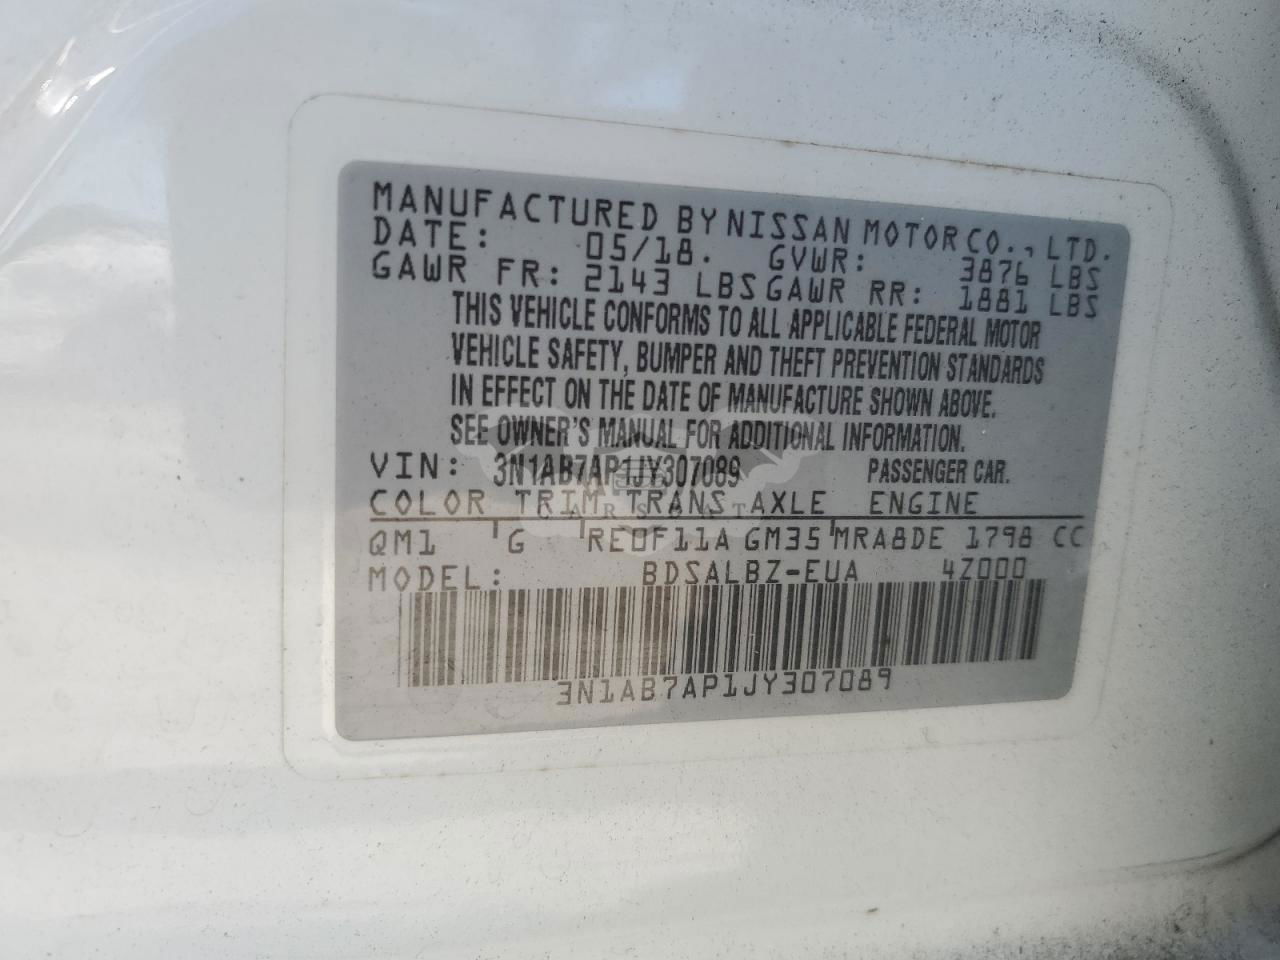 MANUFACTURED BY NISSAN MOTOR CO., LTD.
DATE: 05/18. GVWR: 3876 LBS
GAWR FR: 2143 LBS GAWR RR: 1881 LBS
THIS VEHICLE CONFORMS TO ALL APPLICABLE FEDERAL MOTOR
VEHICLE SAFETY, BUMPER AND THEFT PREVENTION STANDARDS
IN EFFECT ON THE DATE OF MANUFACTURE SHOWN ABOVE.
SEE OWNER'S MANUAL FOR ADDITIONAL INFORMATION.
VIN: 3N1AB7AP1JY307089 PASSENGER CAR.
COLOR TRIM TRANS AXLE ENGINE
QM1 G RE0F11A GM35 MRA8DE 1798 CC
MODEL: BDSALBZ-EUA 4Z000
3N1AB7AP1JY307089